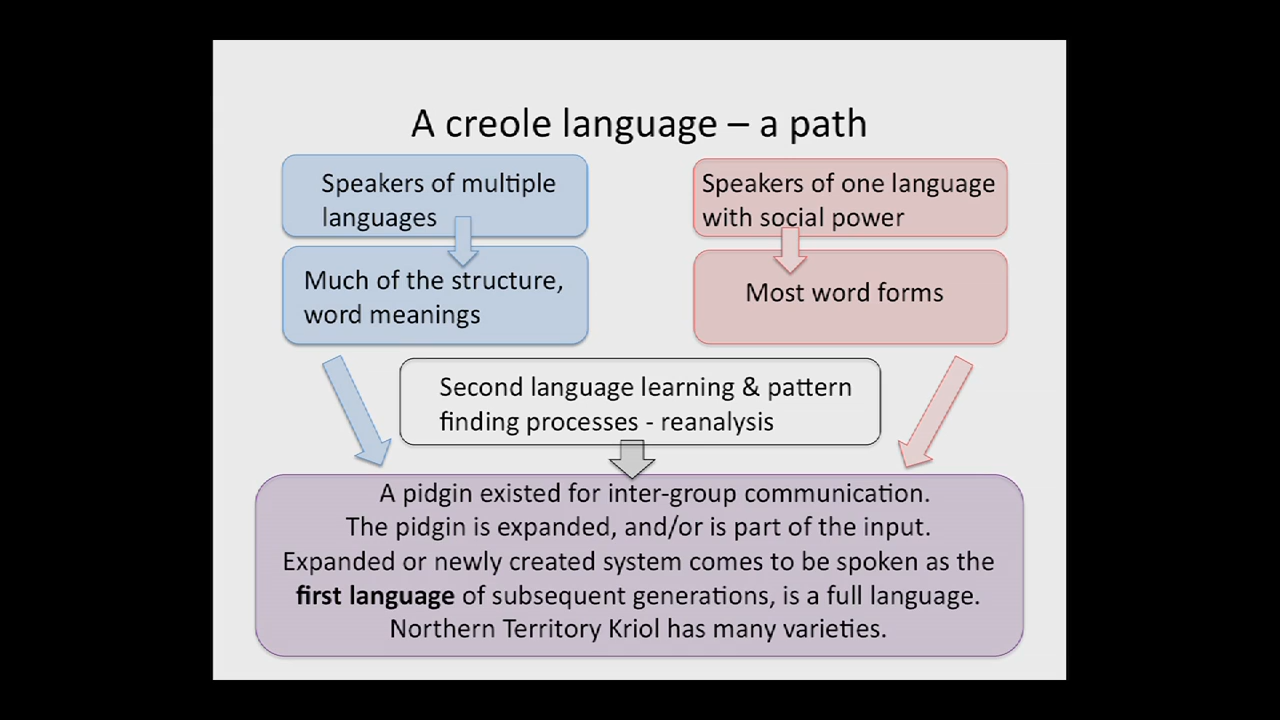 A creole language – a path
Speakers of multiple
languages
Speakers of one language
with social power
Much of the structure,
word meanings
Most word forms
Second language learning & pattern
finding processes - reanalysis
A pidgin existed for inter-group communication.
The pidgin is expanded, and/or is part of the input.
Expanded or newly created system comes to be spoken as the
first language of subsequent generations, is a full language.
Northern Territory Kriol has many varieties.